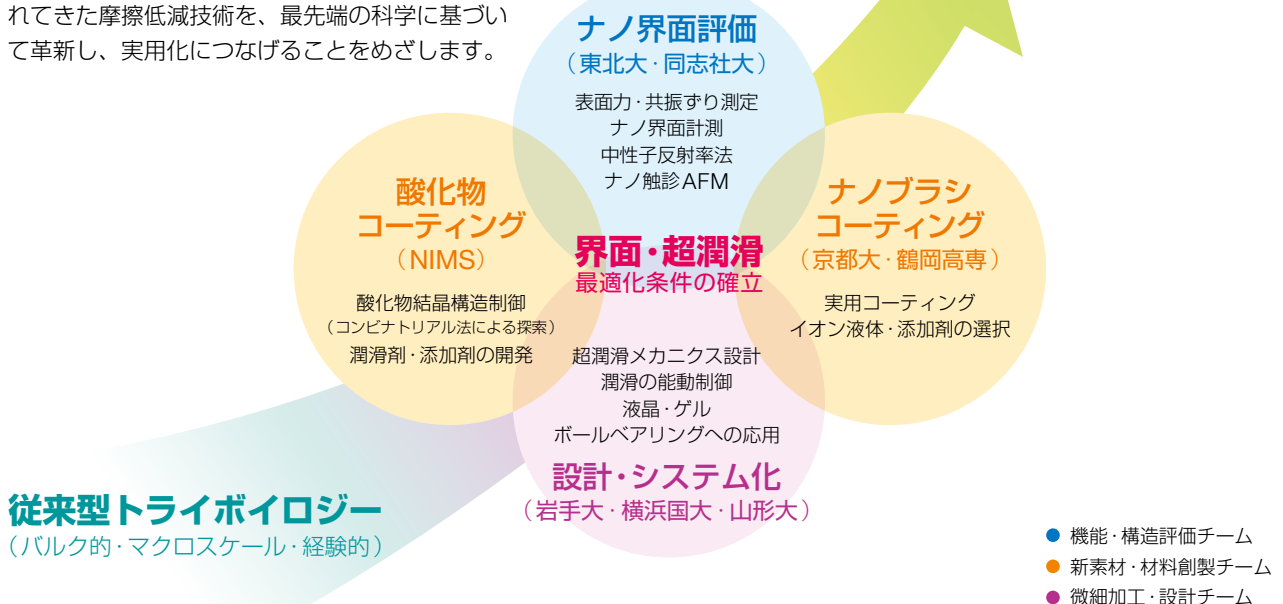 れてきた摩擦低減技術を、最先端の科学に基づい
て革新し、実用化につなげることをめざします。
ナノ界面評価
（東北大・同志社大）
表面力・共振ずり測定
ナノ界面計測
中性子反射率法
ナノ触診AFM
酸化物
コーティング
（NIMS）
酸化物結晶構造制御
（コンビナトリアル法による探索）
潤滑剤・添加剤の開発
界面・超潤滑
最適化条件の確立
ナノブラシ
コーティング
（京都大・鶴岡高専）
実用コーティング
イオン液体・添加剤の選択
超潤滑メカニクス設計
潤滑の能動制御
液晶・ゲル
ボールベアリングへの応用
設計・システム化
（岩手大・横浜国大・山形大）
従来型トライボイロジー
（バルク的・マクロスケール・経験的）
機能・構造評価チーム
新素材・材料創製チーム
微細加工・設計チーム